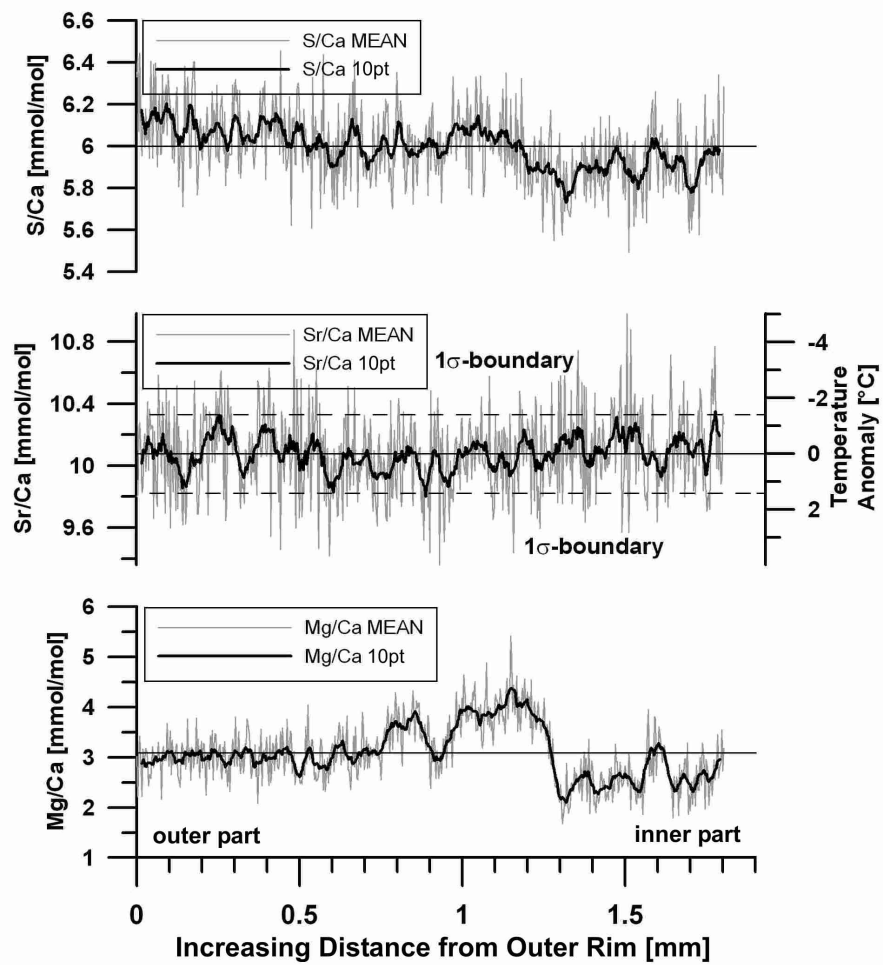 6.6
6.4
6.2
6
5.8
5.6
5.4
S/Ca [mmol/mol]
S/Ca MEAN
S/Ca 10pt
10.8
10.4
10
9.6
Sr/Ca [mmol/mol]
Sr/Ca MEAN
Sr/Ca 10pt
1σ-boundary
1σ-boundary
-4
-2
0
2
Temperature
Anomaly [°C]
6
5
4
3
2
1
Mg/Ca [mmol/mol]
Mg/Ca MEAN
Mg/Ca 10pt
outer part
inner part
0 0.5 1 1.5
Increasing Distance from Outer Rim [mm]